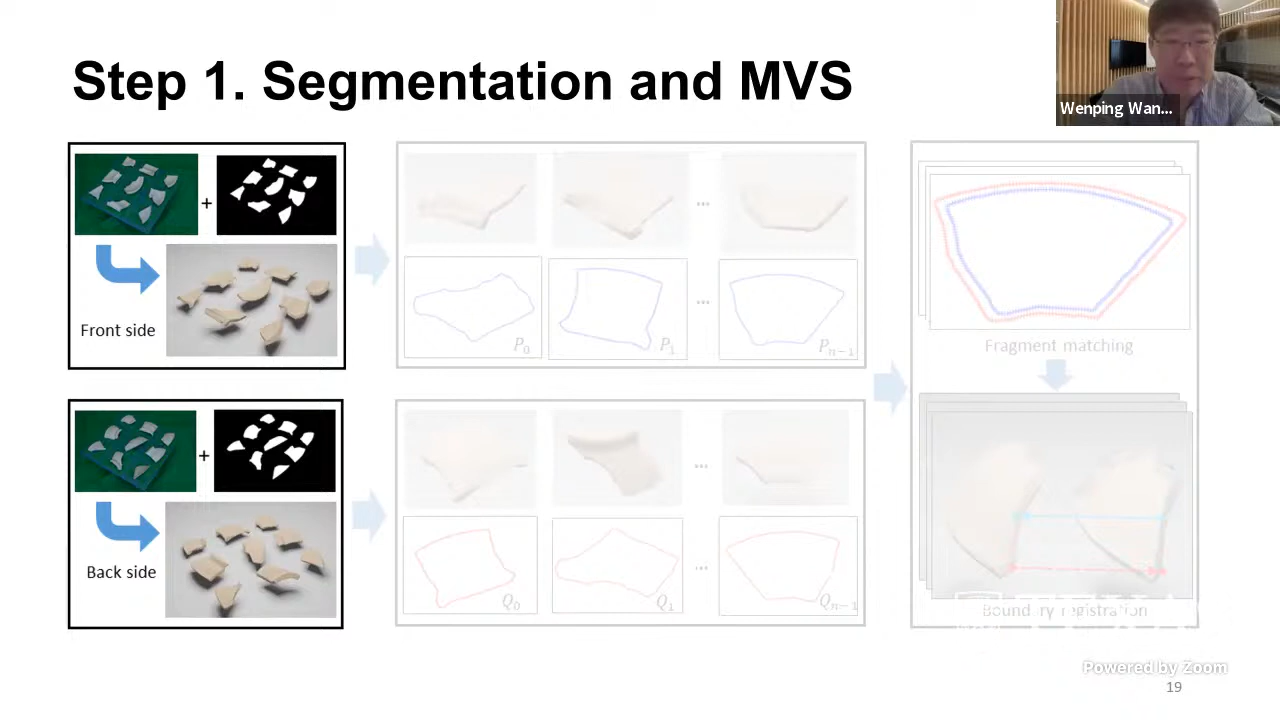 Step 1. Segmentation and MVS
Wenping Wan...
+
Front side
...
...
P0
P1
Pn−1
Fragment matching
+
Back side
...
...
Q0
Q1
Qn−1
Boundary registration
Powered by Zoom
19